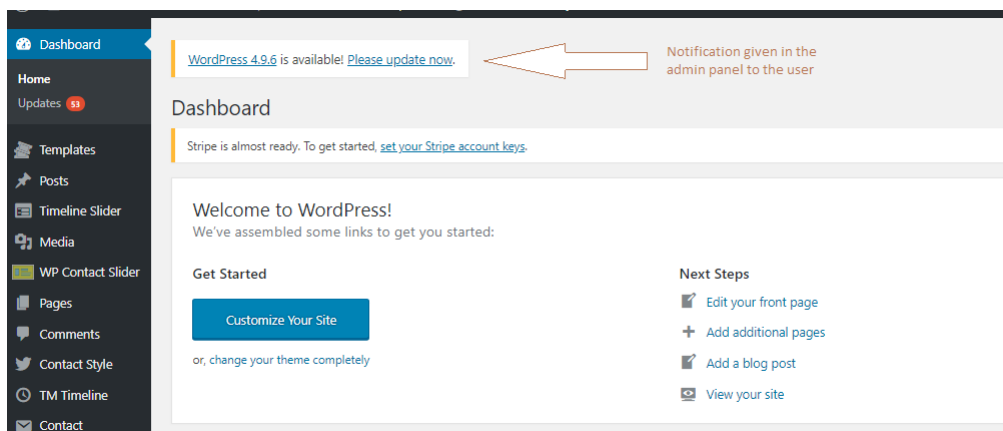 Dashboard
Home
Updates 53
Templates
Posts
Timeline Slider
Media
WP Contact Slider
Pages
Comments
Contact Style
TM Timeline
Contact
WordPress 4.9.6 is available! Please update now.
Notification given in the
admin panel to the user
Dashboard
Stripe is almost ready. To get started, set your Stripe account keys.
Welcome to WordPress!
We've assembled some links to get you started:
Get Started
Customize Your Site
or, change your theme completely
Next Steps
Edit your front page
Add additional pages
Add a blog post
View your site